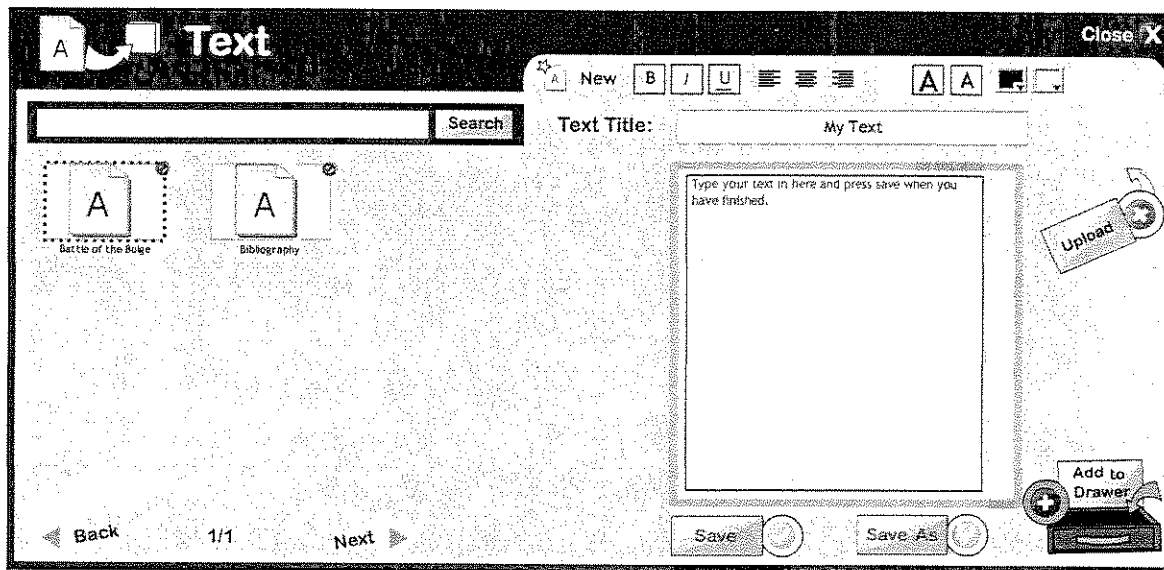 A
Text
Close X
A New B I U A A
Search
Text Title: My Text
A A
Battle of the Bulge Bibliography
Type your text in here and press save when you
have finished.
Upload
Add to
Drawer
Back 1/1 Next
Save Save As